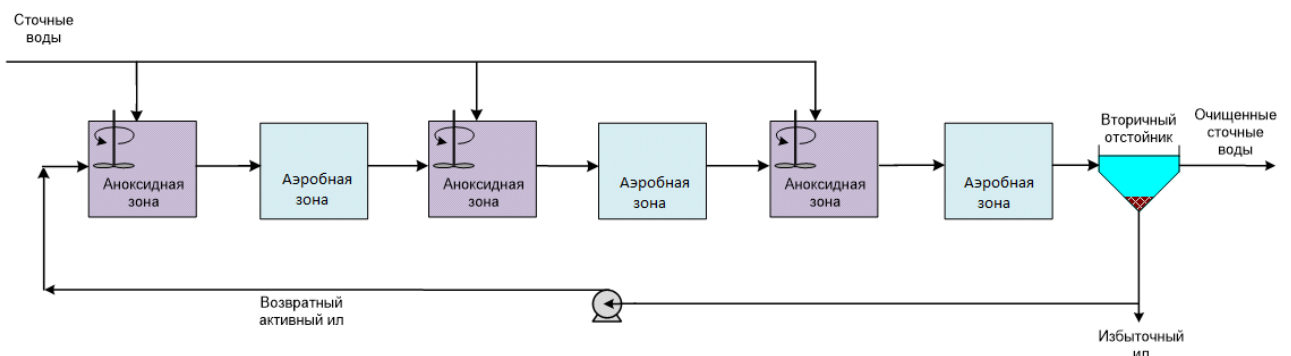 Сточные
воды
Аноксидная
зона
Аэробная
зона
Аноксидная
зона
Аэробная
зона
Аноксидная
зона
Аэробная
зона
Вторичный
отстойник
Очищенные
сточные
воды
Возвратный
активный ил
Избыточный
ил